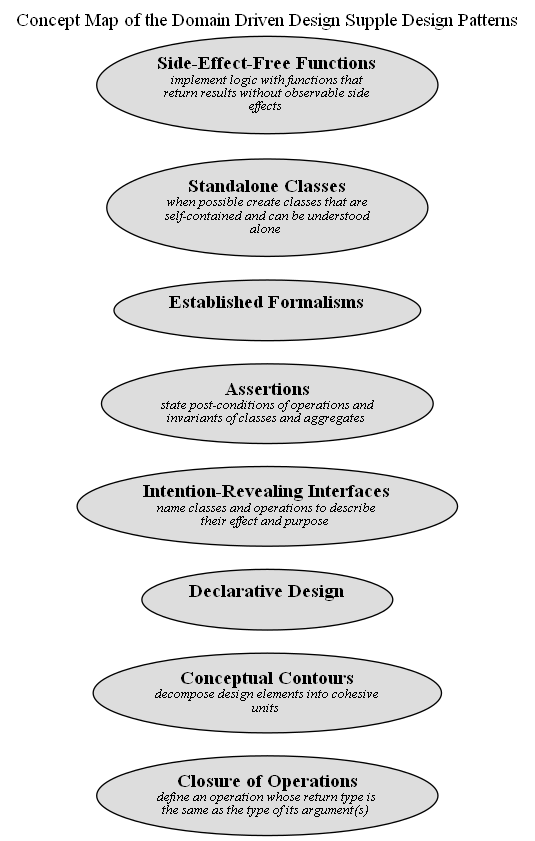 Concept Map of the Domain Driven Design Supple Design Patterns
Side-Effect-Free Functions
implement logic with functions that
return results without observable side
effects
Standalone Classes
when possible create classes that are
self-contained and can be understood
alone
Established Formalisms
Assertions
state post-conditions of operations and
invariants of classes and aggregates
Intention-Revealing Interfaces
name classes and operations to describe
their effect and purpose
Declarative Design
Conceptual Contours
decompose design elements into cohesive
units
Closure of Operations
define an operation whose return type is
the same as the type of its argument(s)